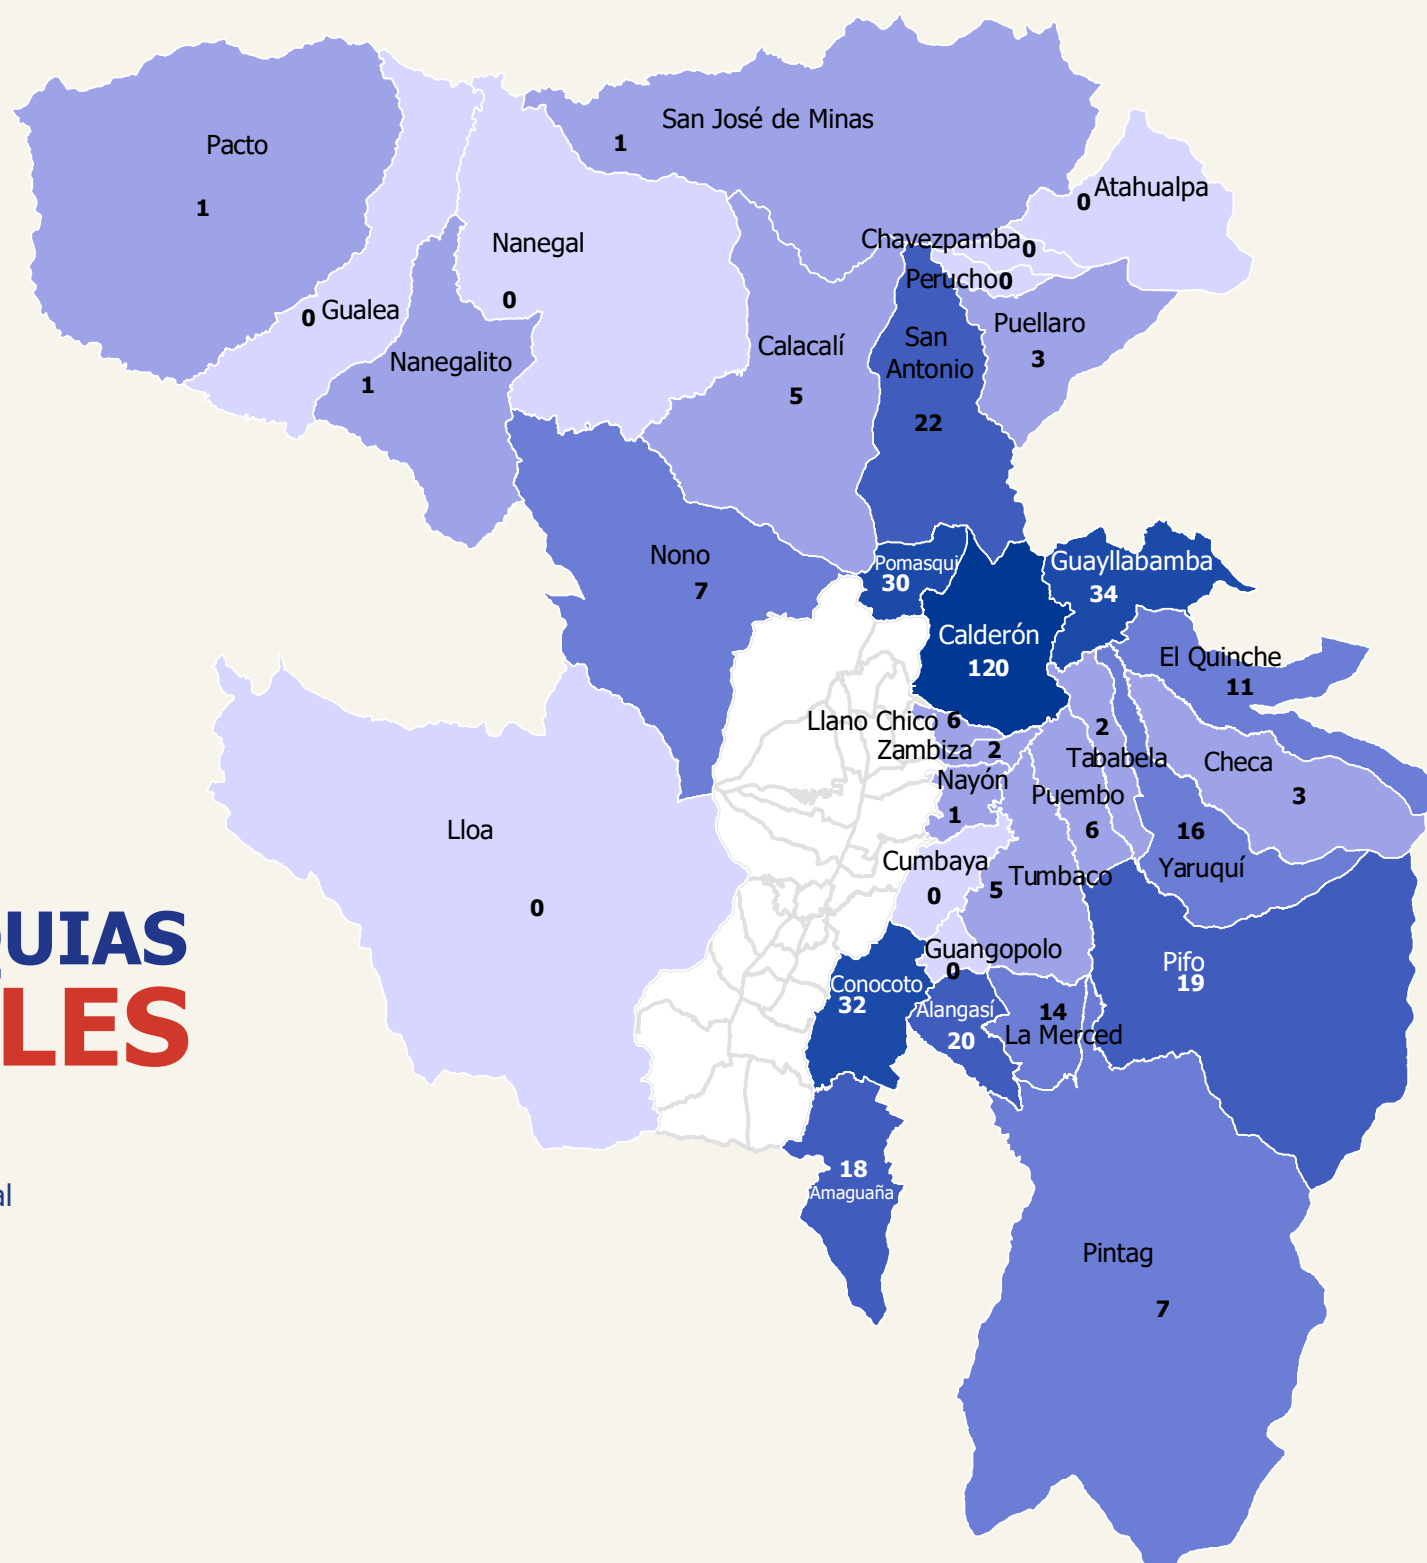 San José de Minas
1
Pacto
1
Atahualpa
0
Nanegal
0
Chavezpamba
0
Perucho 0
0 Gualea
Puellaro
3
San
Antonio
22
Calacalí
5
Nanegalito
1
Nono
7
Pomasqui
30
Guayllabamba
34
Calderón
120
El Quinche
11
Llano Chico 6
Zambiza 2
2
Tababela
Checa
3
Nayón
1
Puembo
6
16
Yaruquí
Lloa
0
Cumbaya
0
5 Tumbaco
Guangopolo
0
Pifo
19
Conocoto
32
Alangasí
20
14
La Merced
QUIAS
LES
al
18
Amaguaña
Pintag
7